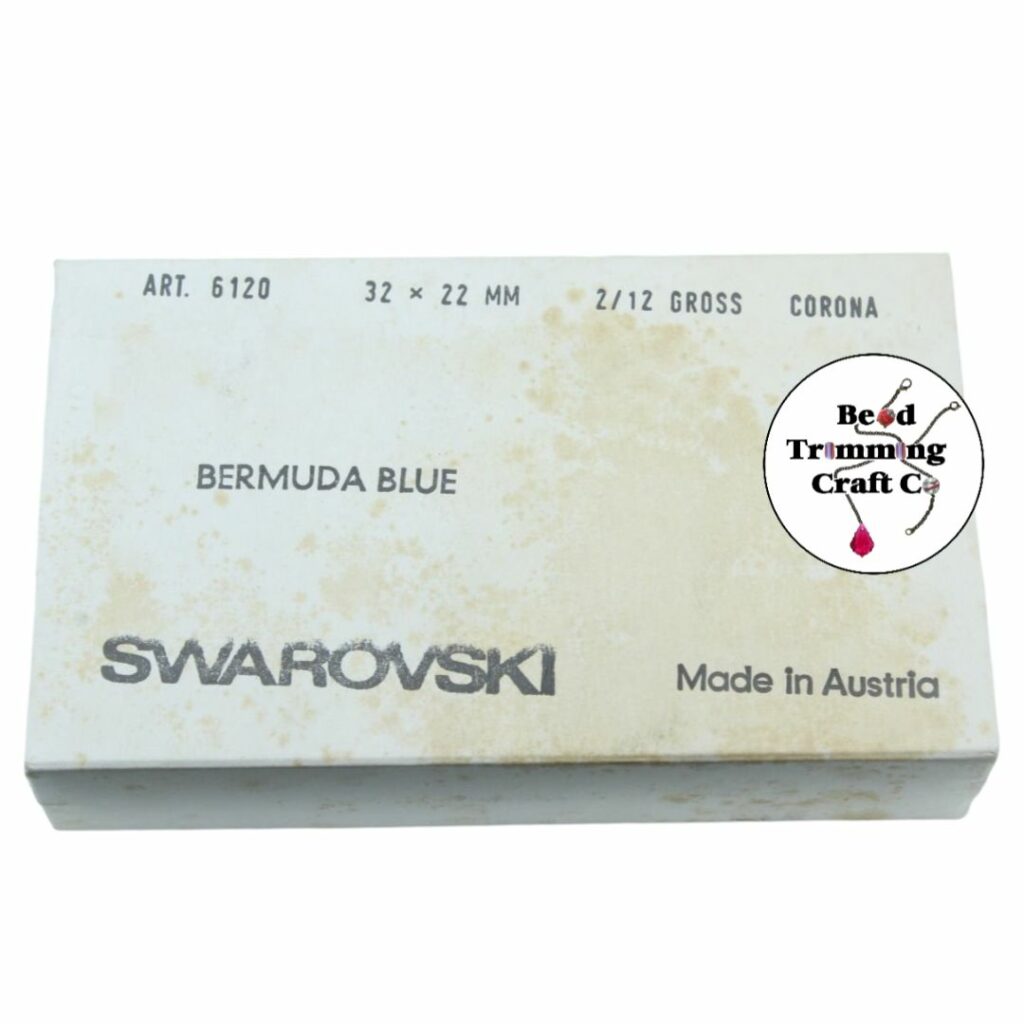 ART. 6120 32 × 22 MM 2/12 GROSS CORONA
Bead
Trimming
Craft Co
BERMUDA BLUE
SWAROVSKI
Made in Austria